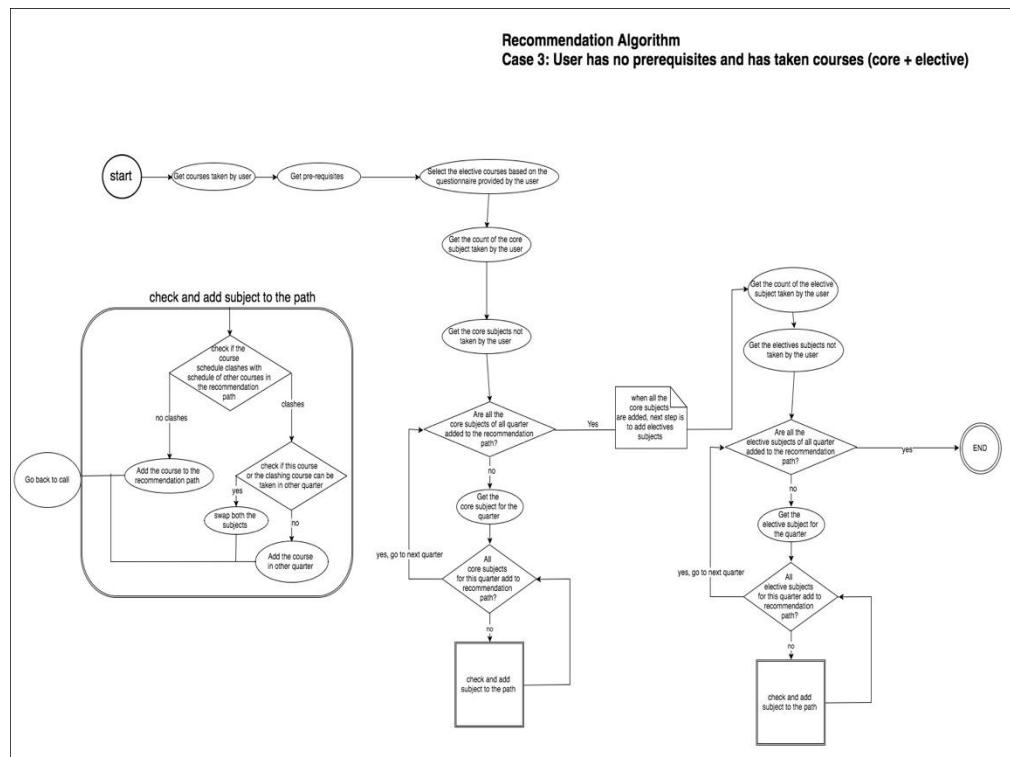 Recommendation Algorithm
Case 3: User has no prerequisites and has taken courses (core + elective)
start
Get courses taken by user
Get pre-requisites
Select the elective courses based on the
questionnaire provided by the user
Get the count of the core
subject taken by the user
Get the core subjects not
taken by the user
Are all the
core subjects of all quarter
added to the recommendation
path?
Yes
no
Get the
core subject for the
quarter
yes, go to next quarter
All
core subjects
for this quarter add to
recommendation
path?
no
check and add
subject to the path
when all the
core subjects
are added, next step is
to add electives
subjects
Get the count of the elective
subject taken by the user
Get the electives subjects not
taken by the user
Are all the
elective subjects of all quarter
added to the recommendation
path?
yes
END
no
Get the
elective subject for
the quarter
yes, go to next quarter
All
elective subjects
for this quarter add to
recommendation
path?
no
check and add
subject to the path
check and add subject to the path
check if the
course
schedule clashes with
schedule of other courses in
the recommendation
path
no clashes
clashes
Add the course to the
recommendation path
check if this course
or the clashing course can be
taken in other quarter
yes
no
swap both the
subjects
Add the course
in other quarter
Go back to call